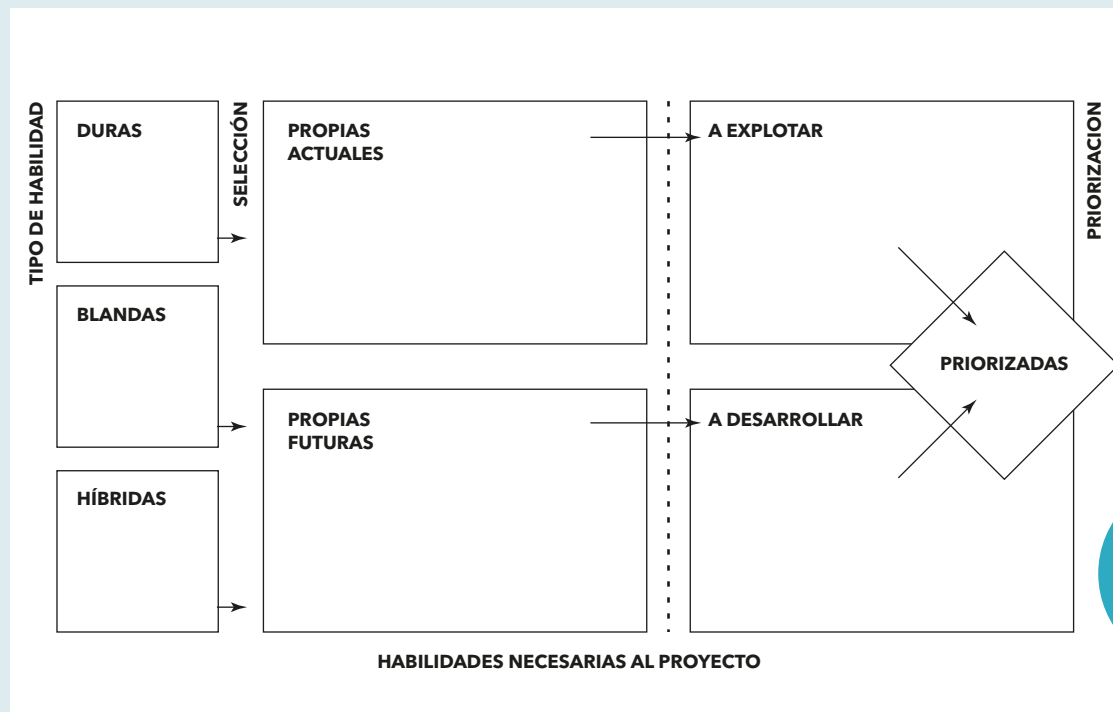 TIPO DE HABILIDAD
DURAS
BLANDAS
HÍBRIDAS
SELECCIÓN
PROPIAS
ACTUALES
PROPIAS
FUTURAS
A EXPLOTAR
A DESARROLLAR
PRIORIZADAS
PRIORIZACION
HABILIDADES NECESARIAS AL PROYECTO